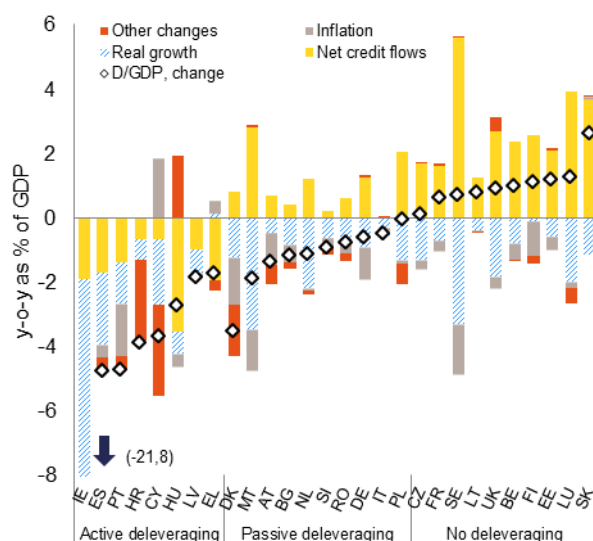 Other changes Inflation
Real growth Net credit flows
D/GDP, change
y-o-y as % of GDP
6
4
2
0
-2
-4
-6
-8
(-21,8)
IE ES PT HR CY HU LV EL DK MT AT BG NL SI RO DE IT PL CZ FR SE LT UK BE FI EE LU SK
Active deleveraging Passive deleveraging No deleveraging